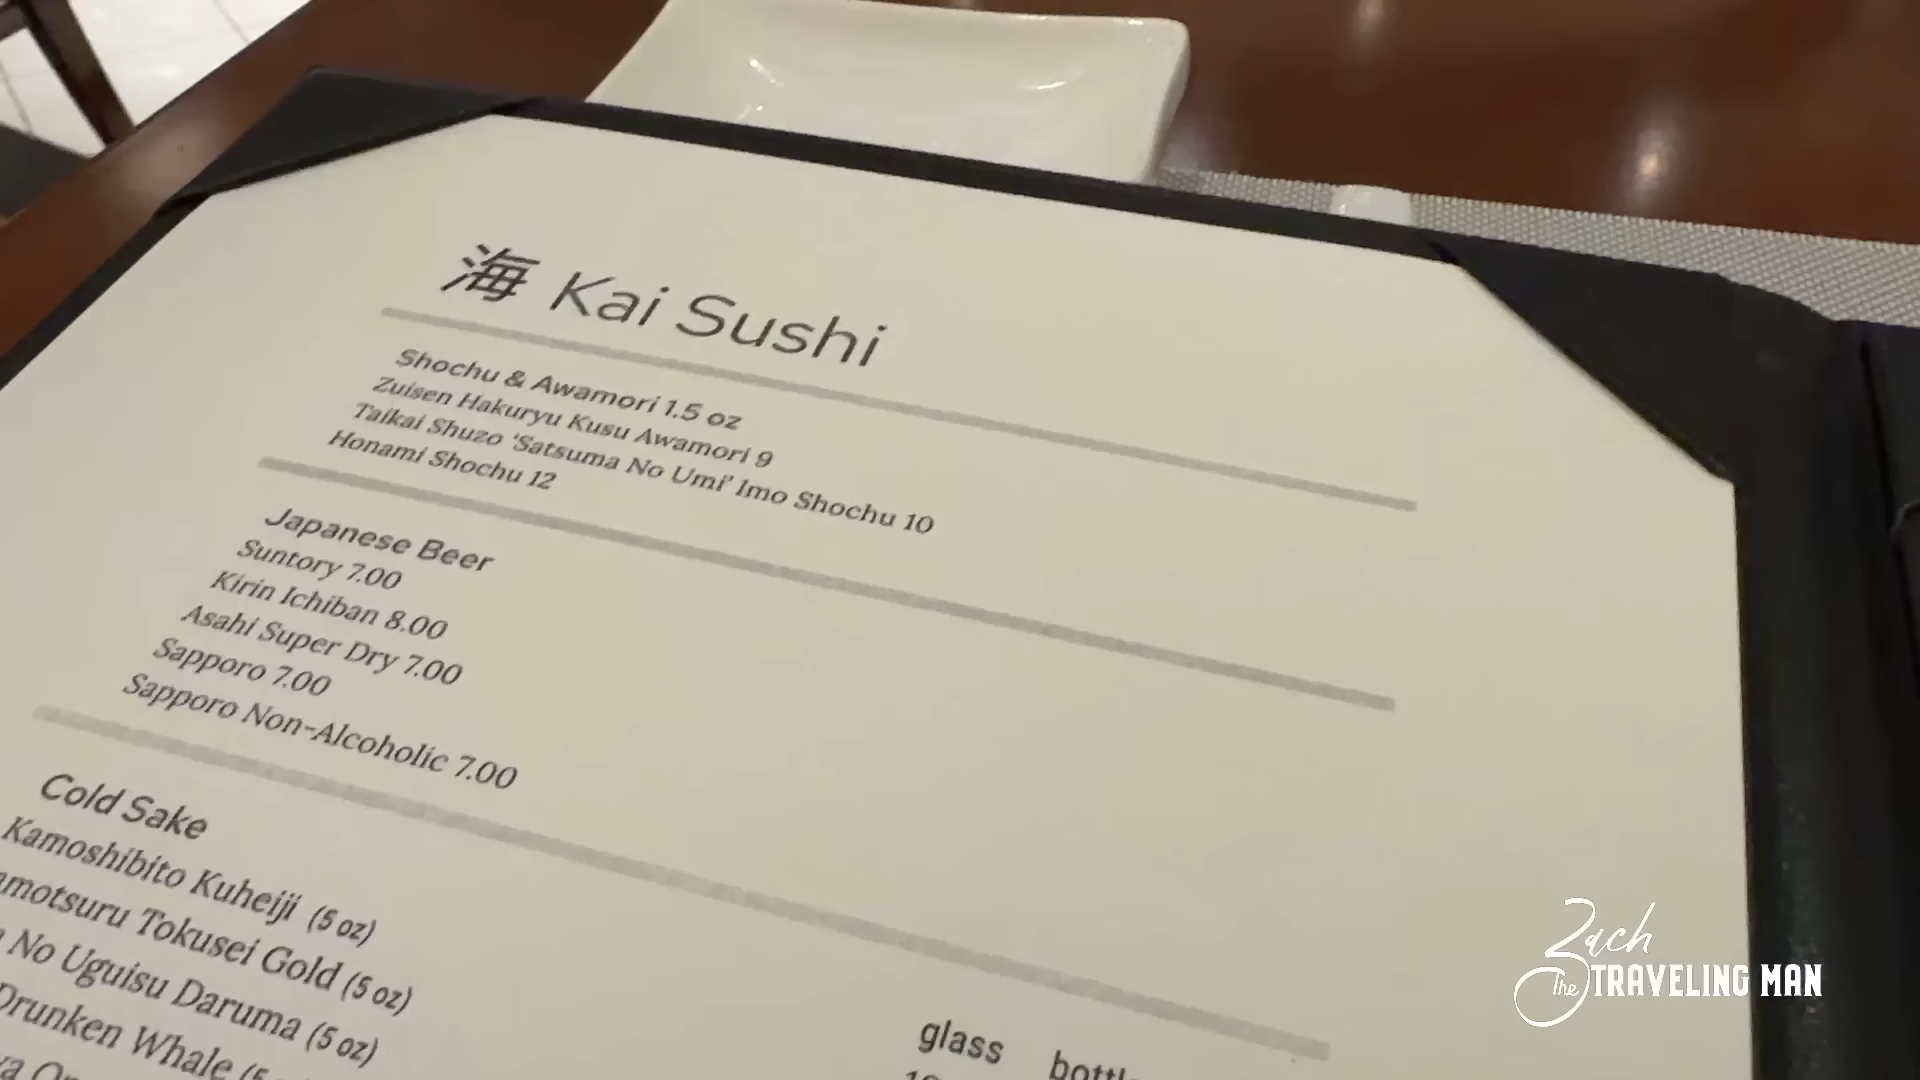 海 Kai Sushi
Shochu & Awamori 1.5 oz
Zuisen Hakuryu Kusu Awamori 9
Taikai Shuzo ‘Satsuma No Umi’ Imo Shochu 10
Honami Shochu 12
Japanese Beer
Suntory 7.00
Kirin Ichiban 8.00
Asahi Super Dry 7.00
Sapporo 7.00
Sapporo Non-Alcoholic 7.00
Cold Sake
Kamoshibito Kuheiji (5 oz)
Tokusei Gold (5 oz)
No Uguisu Daruma (5 oz)
Drunken Whale
glass
Zach
The TRAVELING MAN